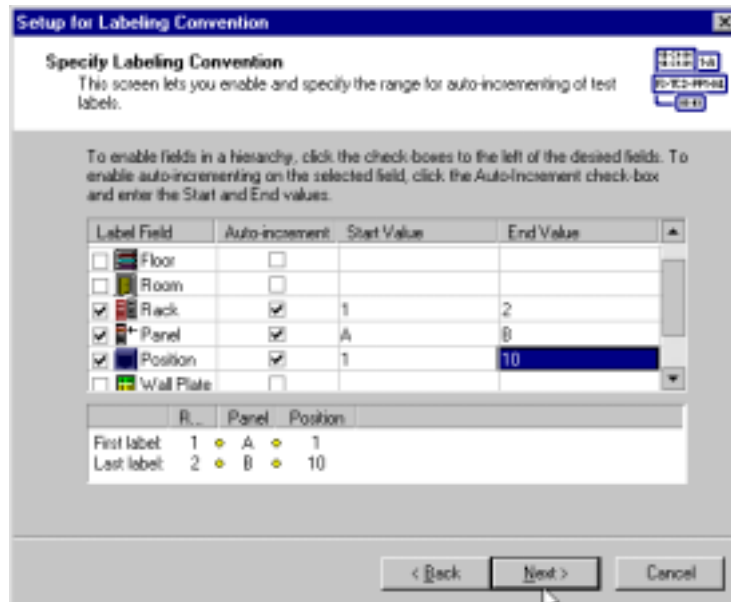 Setup for Labeling Convention
Specify Labeling Convention
This screen lets you enable and specify the range for auto-incrementing of test
labels.
To enable fields in a hierarchy, click the check-boxes to the left of the desired fields. To
enable auto-incrementing on the selected field, click the Auto-Increment check-box
and enter the Start and End values.
Label Field Auto-increment Start Value End Value
Floor
Room
Rack 1 2
Panel A B
Position 1 10
Wall Plate
R... Panel Position
First label: 1 A 1
Last label: 2 B 10
< Back Next > Cancel